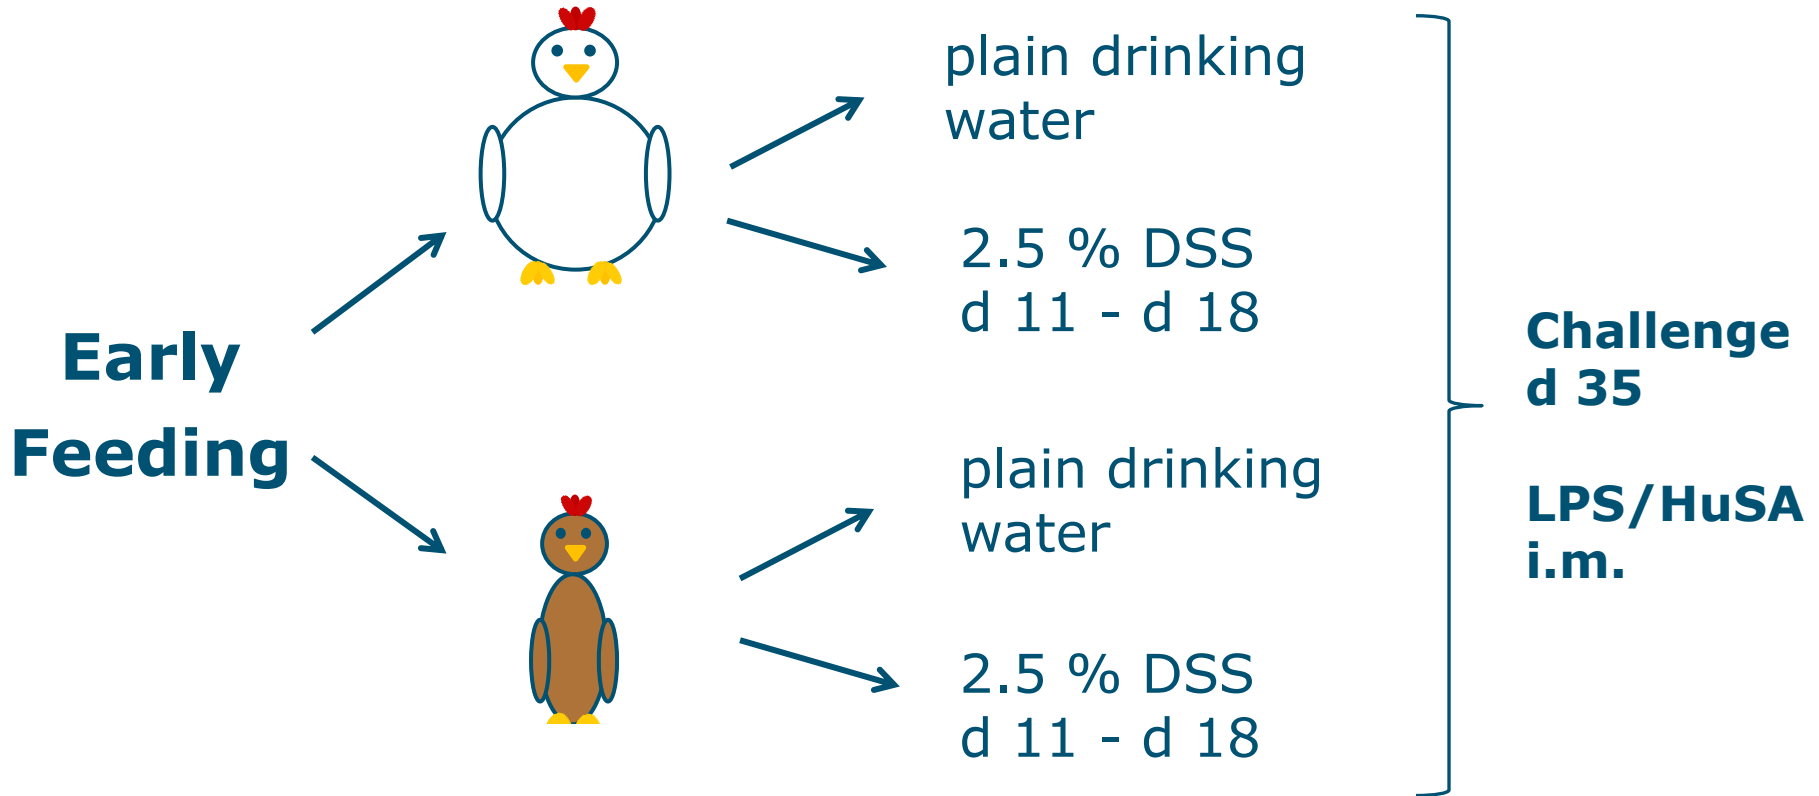 Early
Feeding
plain drinking
water
2.5 % DSS
d 11 - d 18
plain drinking
water
2.5 % DSS
d 11 - d 18
Challenge
d 35
LPS/HuSA
i.m.